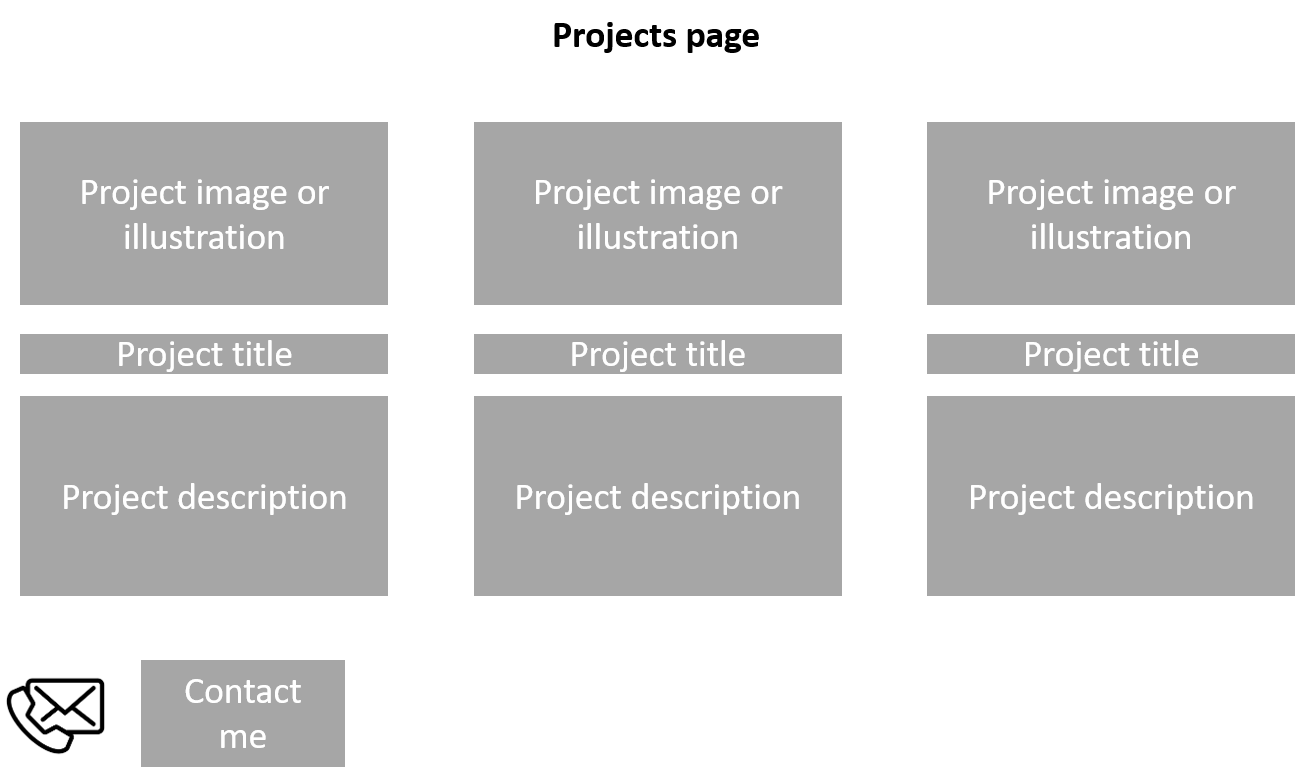 Projects page
Project image or
illustration
Project image or
illustration
Project image or
illustration
Project title
Project title
Project title
Project description
Project description
Project description
Contact
me